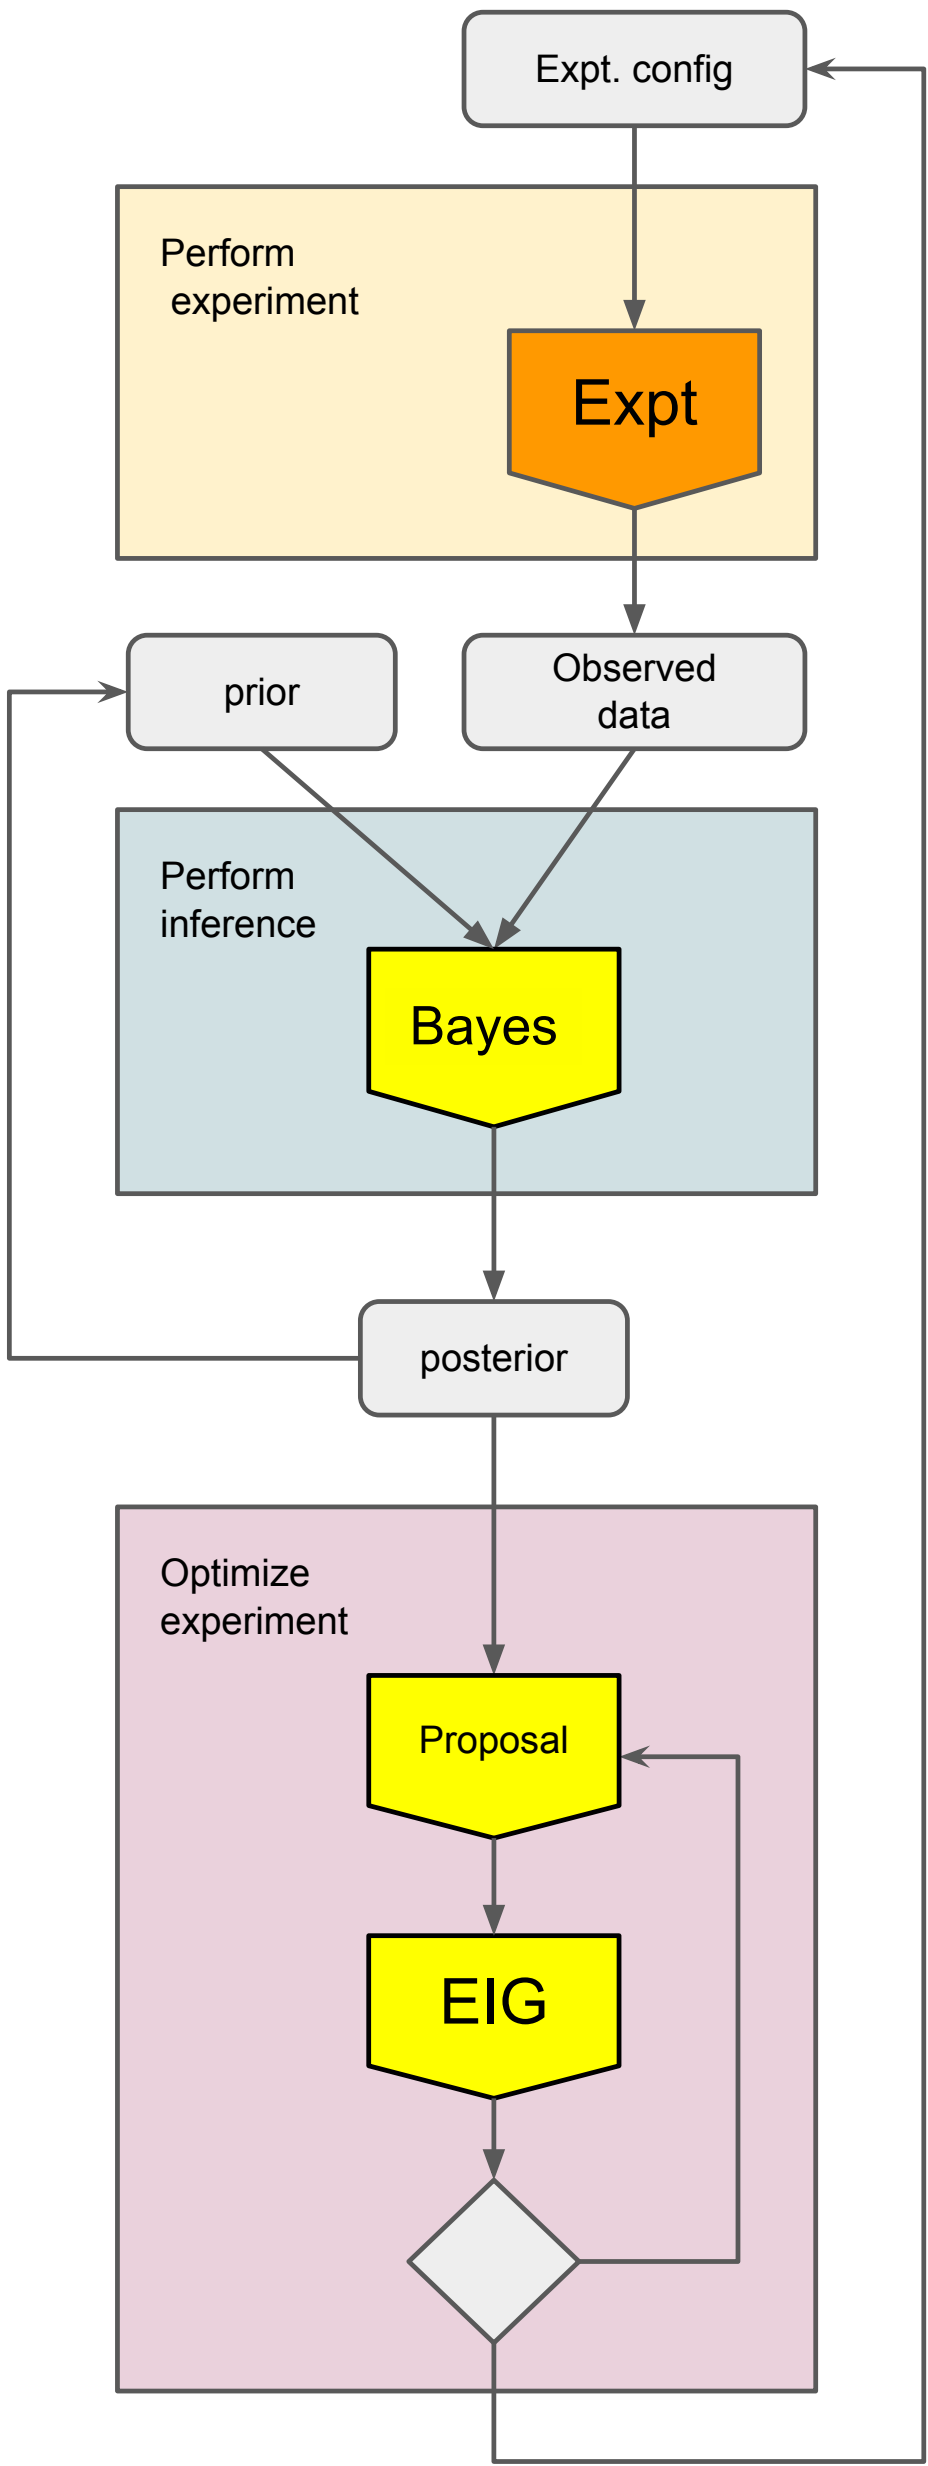 Expt. config
Perform
experiment
Expt
prior
Observed
data
Perform
inference
Bayes
posterior
Optimize
experiment
Proposal
EIG